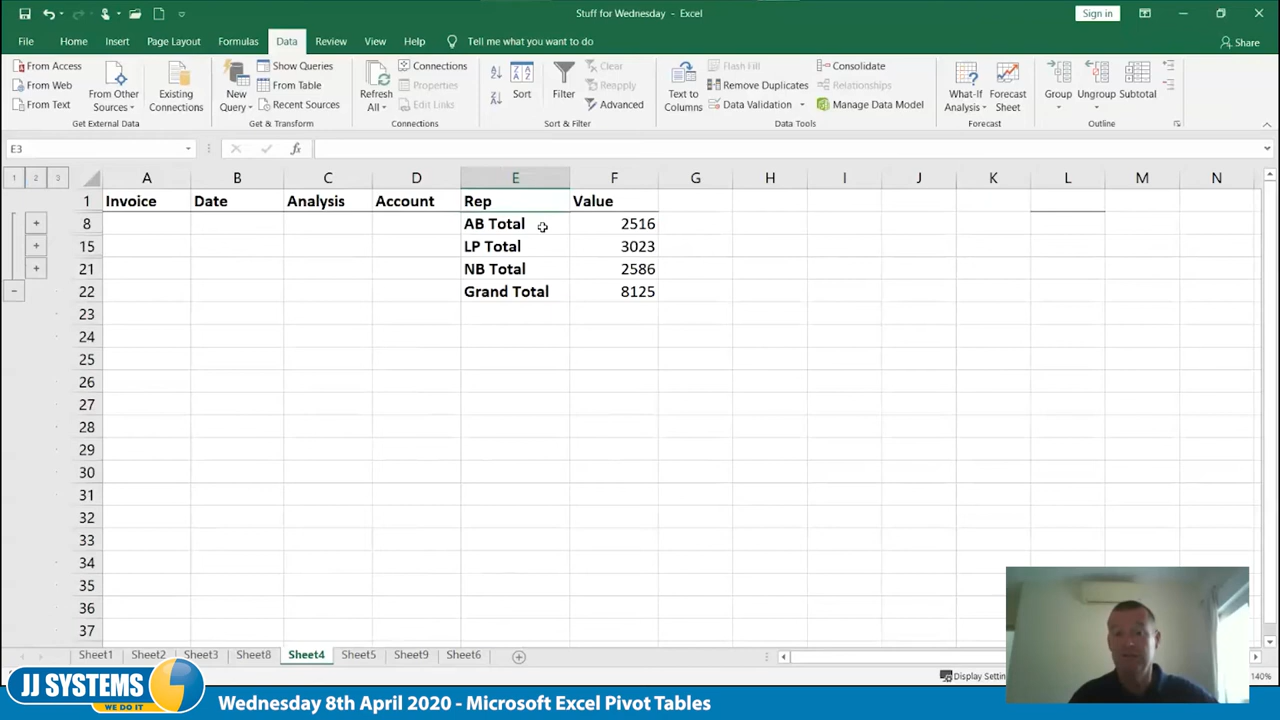 Stuff for Wednesday - Excel
Sign in
File Home Insert Page Layout Formulas Data Review View Help Tell me what you want to do Share
From Access
From Web
From Text
From Other Sources
Existing Connections
Get External Data
New Query
Show Queries
From Table
Recent Sources
Get & Transform
Refresh All
Connections
Properties
Edit Links
Connections
Sort
Filter
Clear
Reapply
Advanced
Sort & Filter
Text to Columns
Flash Fill
Remove Duplicates
Data Validation
Consolidate
Relationships
Manage Data Model
Data Tools
What-If Analysis
Forecast Sheet
Forecast
Group
Ungroup
Subtotal
Outline
E3 fx
1 2 3
A B C D E F G H I J K L M N
1 Invoice Date Analysis Account Rep Value
8 AB Total 2516
15 LP Total 3023
21 NB Total 2586
22 Grand Total 8125
23
24
25
26
27
28
29
30
31
32
33
34
35
36
37
Sheet1 Sheet2 Sheet3 Sheet8 Sheet4 Sheet5 Sheet9 Sheet6
Display Settin
140%
JJ SYSTEMS
WE DO IT
Wednesday 8th April 2020 - Microsoft Excel Pivot Tables